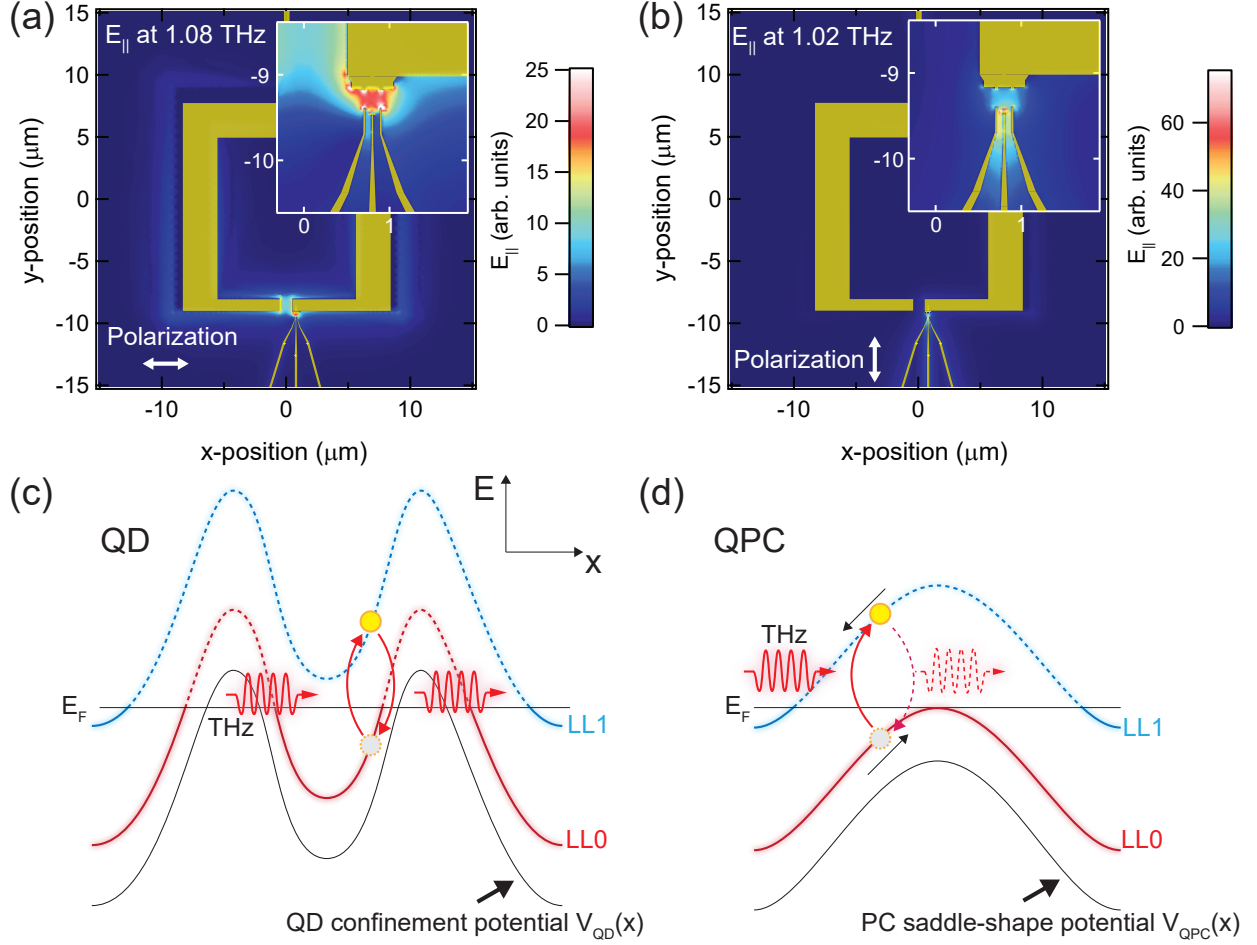 (a)
E|| at 1.08 THz
15
10
5
0
-5
-10
-15
y-position (μm)
-9
-10
0
1
25
20
15
10
5
0
E|| (arb. units)
Polarization
-10
0
10
x-position (μm)
(b)
E|| at 1.02 THz
15
10
5
0
-5
-10
-15
y-position (μm)
-9
-10
0
1
60
40
20
0
E|| (arb. units)
Polarization
-10
0
10
x-position (μm)
(c)
QD
E
x
THz
EF
LL1
LL0
QD confinement potential VQD(x)
(d)
QPC
THz
EF
LL1
LL0
PC saddle-shape potential VQPC(x)